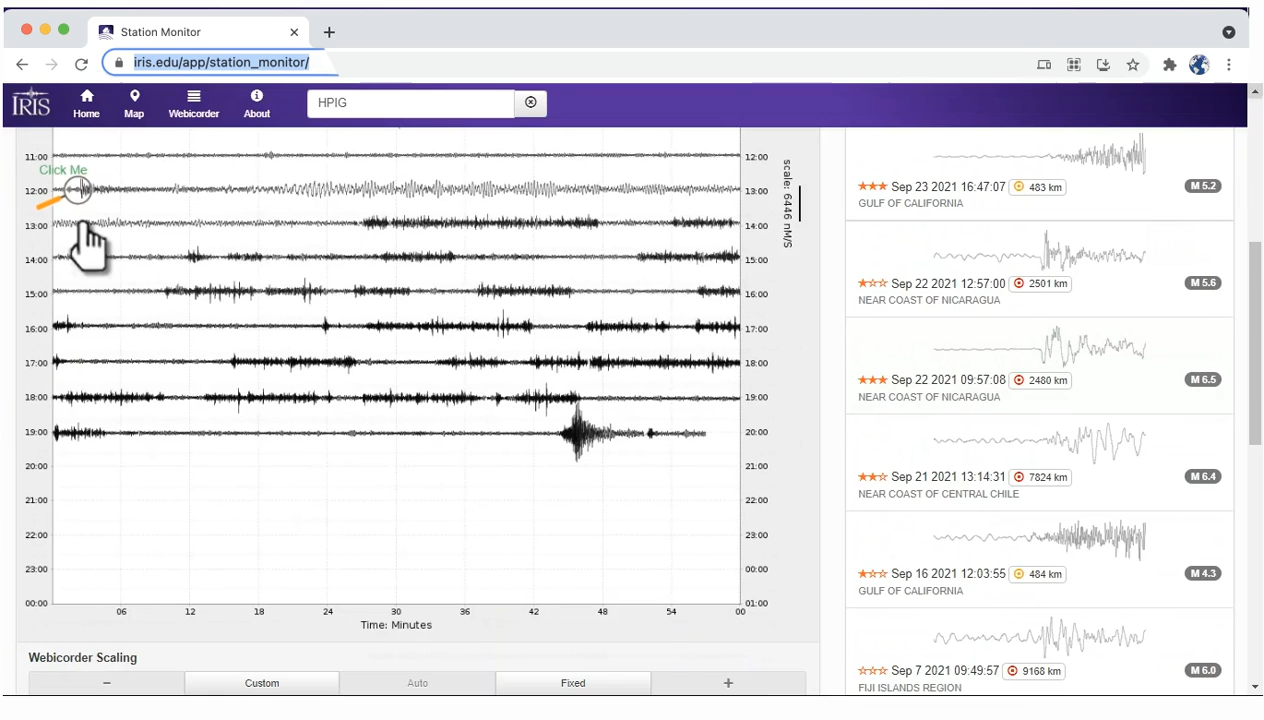 Station Monitor
iris.edu/app/station_monitor/
IRIS
Home
Map
Webicorder
About
HPIG
11:00
12:00
Click Me
12:00
13:00
13:00
14:00
14:00
15:00
15:00
16:00
16:00
17:00
17:00
18:00
18:00
19:00
19:00
20:00
20:00
21:00
21:00
22:00
22:00
23:00
23:00
00:00
00:00
01:00
scale: 6446 nM/S
06 12 18 24 30 36 42 48 54 00
Time: Minutes
Webicorder Scaling
− Custom Auto Fixed +
Sep 23 2021 16:47:07 483 km M 5.2
GULF OF CALIFORNIA
Sep 22 2021 12:57:00 2501 km M 5.6
NEAR COAST OF NICARAGUA
Sep 22 2021 09:57:08 2480 km M 6.5
NEAR COAST OF NICARAGUA
Sep 21 2021 13:14:31 7824 km M 6.4
NEAR COAST OF CENTRAL CHILE
Sep 16 2021 12:03:55 484 km M 4.3
GULF OF CALIFORNIA
Sep 7 2021 09:49:57 9168 km M 6.0
FIJI ISLANDS REGION